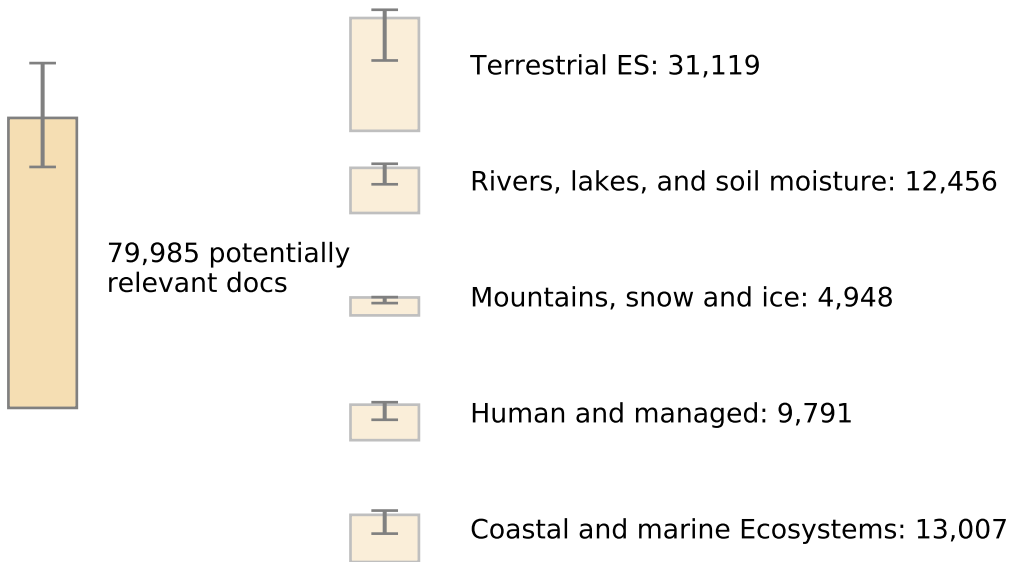 Terrestrial ES: 31,119
Rivers, lakes, and soil moisture: 12,456
79,985 potentially
relevant docs
Mountains, snow and ice: 4,948
Human and managed: 9,791
Coastal and marine Ecosystems: 13,007